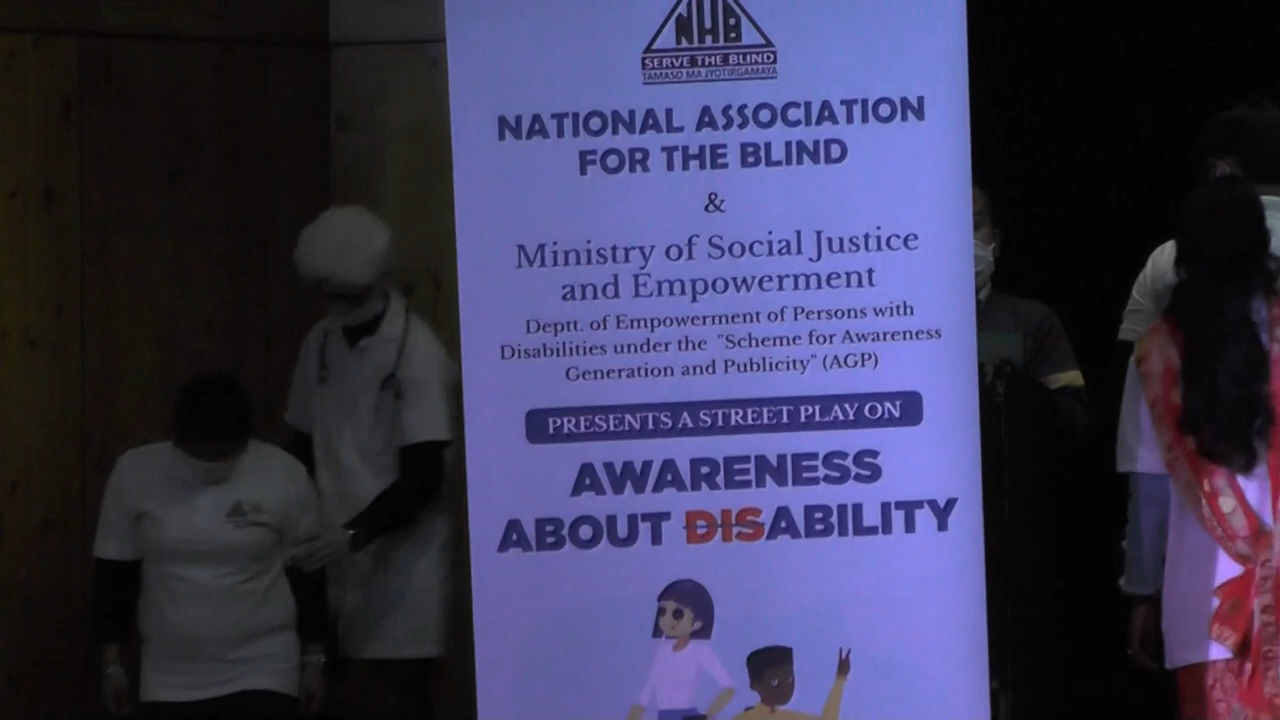 NHB
SERVE THE BLIND
TAMASO MA JYOTIRGAMAYA
NATIONAL ASSOCIATION
FOR THE BLIND
&
Ministry of Social Justice
and Empowerment
Deptt. of Empowerment of Persons with
Disabilities under the "Scheme for Awareness
Generation and Publicity" (AGP)
PRESENTS A STREET PLAY ON
AWARENESS
ABOUT DISABILITY